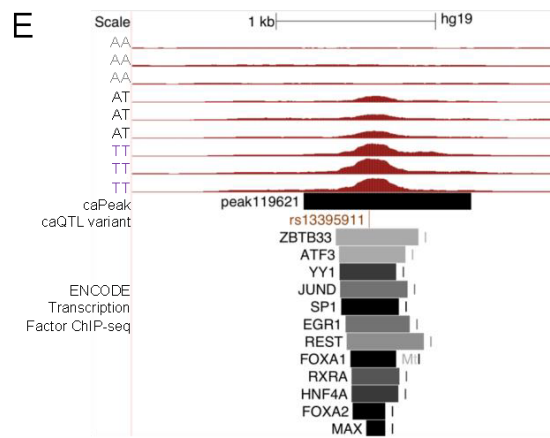 E
Scale 1 kb hg19
AA
AA
AA
AT
AT
AT
TT
TT
TT
caPeak peak119621
caQTL variant rs13395911
ZBTB33
ATF3
YY1
JUND
ENCODE
Transcription SP1
Factor ChIP-seq EGR1
REST
FOXA1
RXRA
HNF4A
FOXA2
MAX